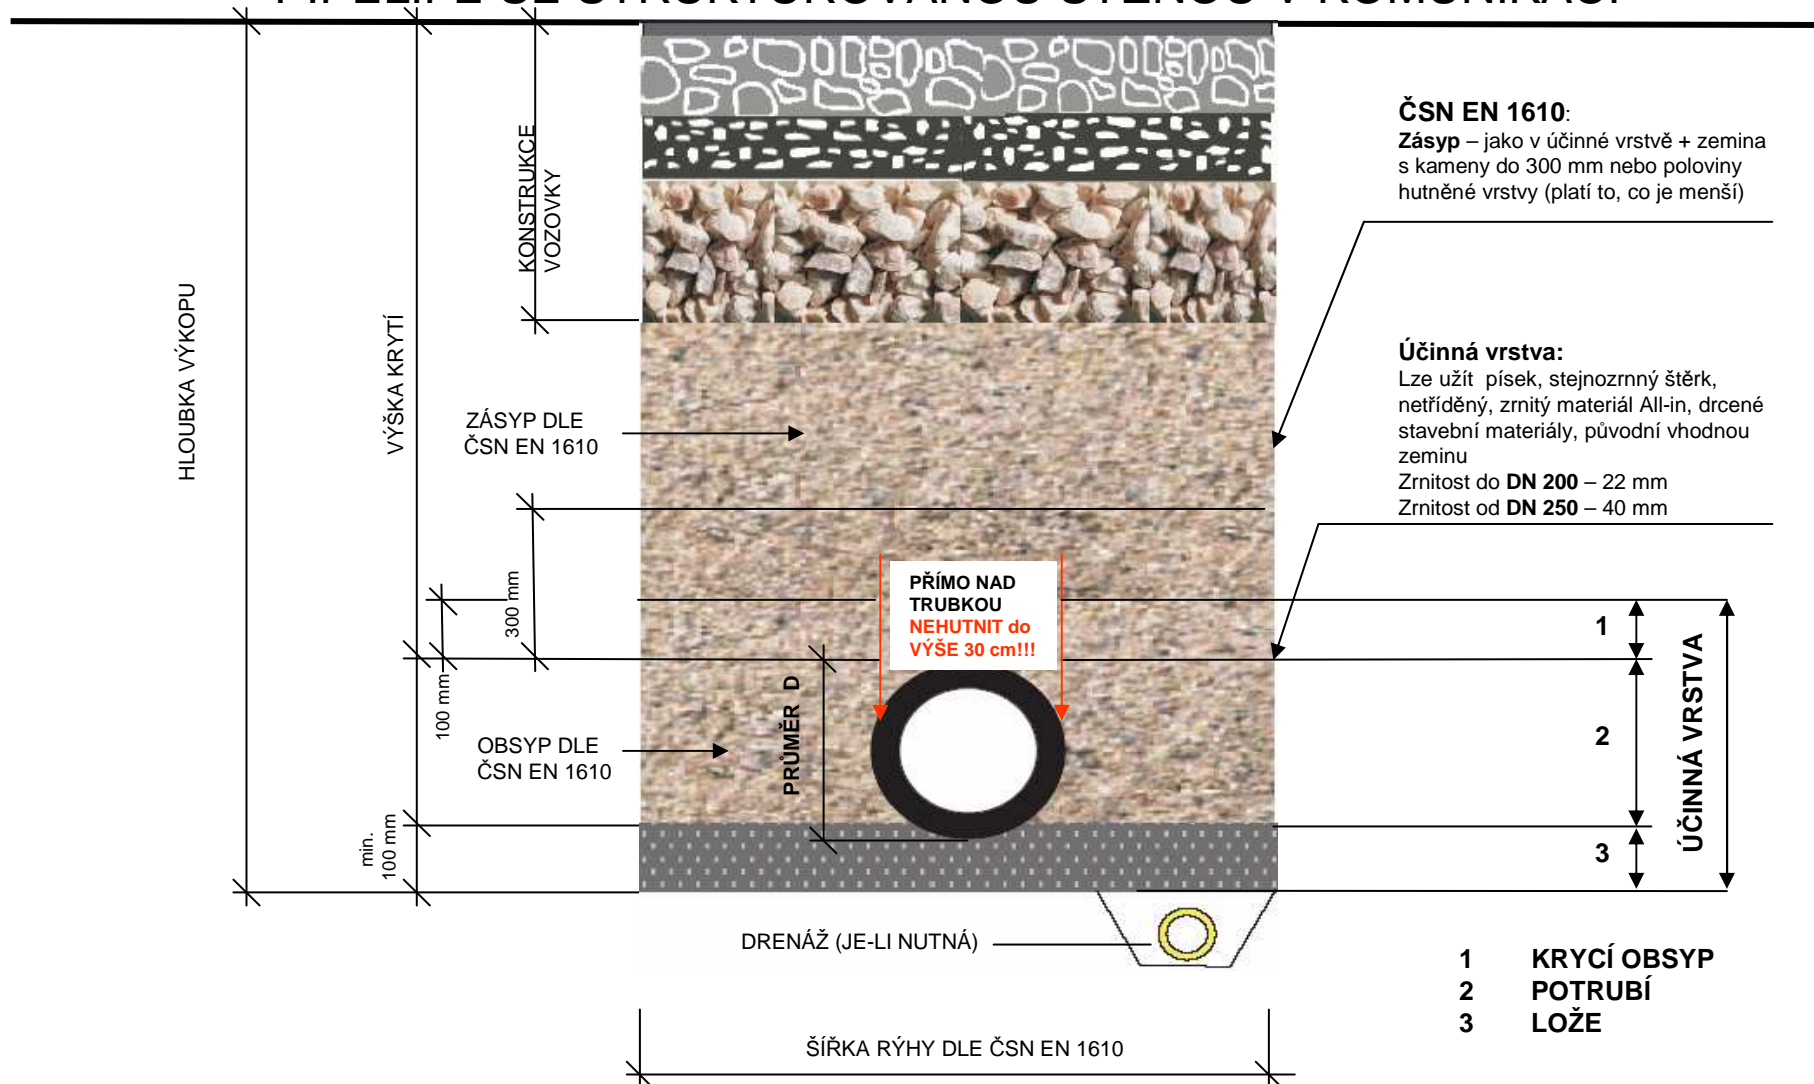 ČSN EN 1610:
Zásyp – jako v účinné vrstvě + zemina
s kameny do 300 mm nebo poloviny
hutněné vrstvy (platí to, co je menší)
KONSTRUKCE
VOZOVKY
HLOUBKA VÝKOPU
VÝŠKA KRYTÍ
Účinná vrstva:
Lze užít písek, stejnozrnný štěrk,
netříděný, zrnitý materiál All-in, drcené
stavební materiály, původní vhodnou
zeminu
Zrnitost do DN 200 – 22 mm
Zrnitost od DN 250 – 40 mm
ZÁSYP DLE
ČSN EN 1610
300 mm
PŘÍMO NAD
TRUBKOU
NEHUTNIT do
VÝŠE 30 cm!!!
1
100 mm
PRŮMĚR D
OBSYP DLE
ČSN EN 1610
2
ÚČINNÁ VRSTVA
min.
100 mm
3
DRENÁŽ (JE-LI NUTNÁ)
1 KRYCÍ OBSYP
2 POTRUBÍ
3 LOŽE
ŠÍŘKA RÝHY DLE ČSN EN 1610